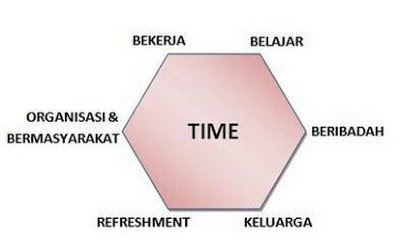 BEKERJA
BELAJAR
ORGANISASI &
BERMASYARAKAT
TIME
BERIBADAH
REFRESHMENT
KELUARGA